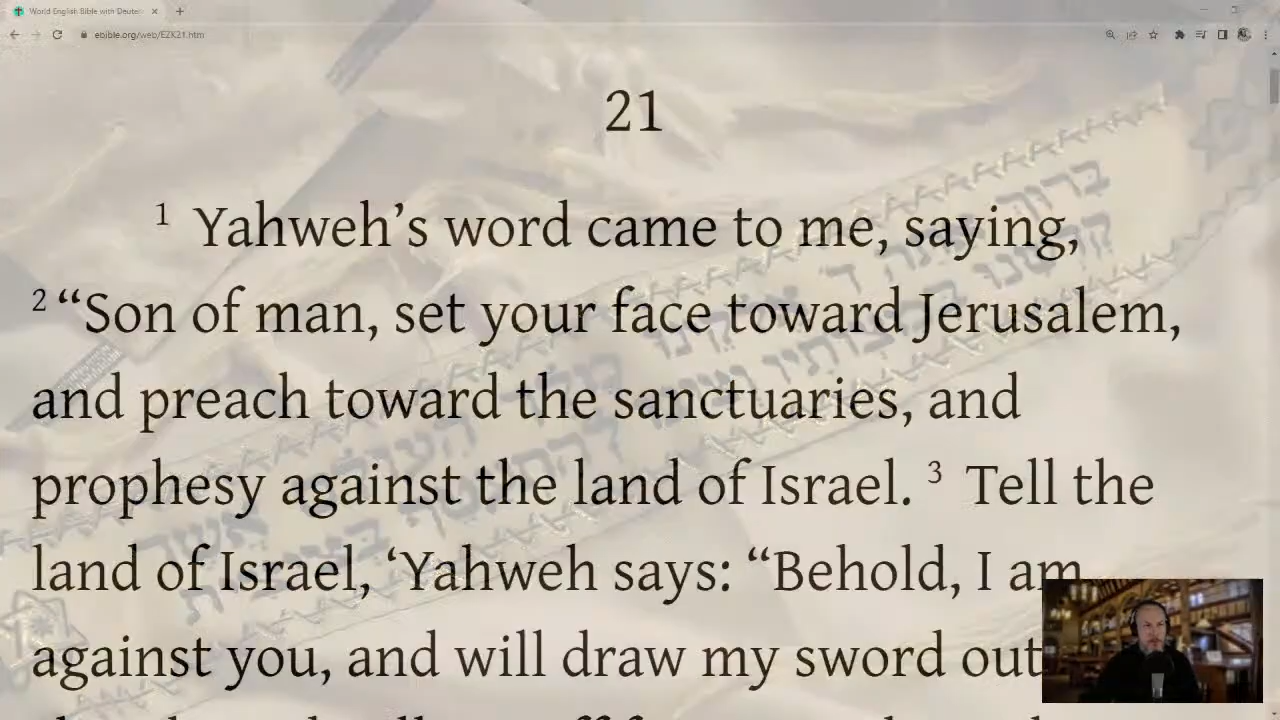 World English Bible with Deuter
ebible.org/web/EZK21.htm
21
1 Yahweh’s word came to me, saying,
2 “Son of man, set your face toward Jerusalem,
and preach toward the sanctuaries, and
prophesy against the land of Israel. 3 Tell the
land of Israel, ‘Yahweh says: “Behold, I am
against you, and will draw my sword out